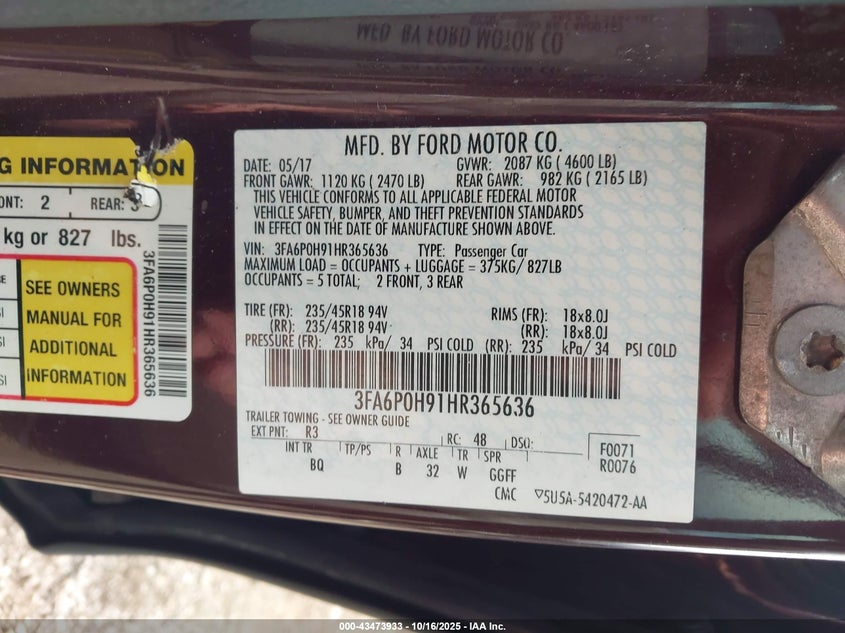 MFD. BY FORD MOTOR CO.
DATE: 05/17 GVWR: 2087 KG ( 4600 LB)
FRONT GAWR: 1120 KG ( 2470 LB) REAR GAWR: 982 KG ( 2165 LB)
THIS VEHICLE CONFORMS TO ALL APPLICABLE FEDERAL MOTOR
VEHICLE SAFETY, BUMPER, AND THEFT PREVENTION STANDARDS
IN EFFECT ON THE DATE OF MANUFACTURE SHOWN ABOVE.
VIN: 3FA6P0H91HR365636 TYPE: Passenger Car
MAXIMUM LOAD = OCCUPANTS + LUGGAGE = 375KG/ 827LB
OCCUPANTS = 5 TOTAL; 2 FRONT, 3 REAR
TIRE (FR): 235/45R18 94V RIMS (FR): 18x8.0J
(RR): 235/45R18 94V (RR): 18x8.0J
PRESSURE (FR): 235 kPa/ 34 PSI COLD (RR): 235 kPa/ 34 PSI COLD
3FA6P0H91HR365636
TRAILER TOWING - SEE OWNER GUIDE
EXT PNT: R3 RC: 48 DSO: F0071
INT TR TP/PS R AXLE TR SPR R0076
BQ B 32 W GGFF
CMC ▽5U5A-5420472-AA
G INFORMATION
ONT: 2 REAR: 3
kg or 827 lbs.
SEE OWNERS
MANUAL FOR
ADDITIONAL
INFORMATION
3FA6P0H91HR365636
MFD. BY FORD MOTOR CO.
000-43473933 - 10/16/2025 - IAA Inc.